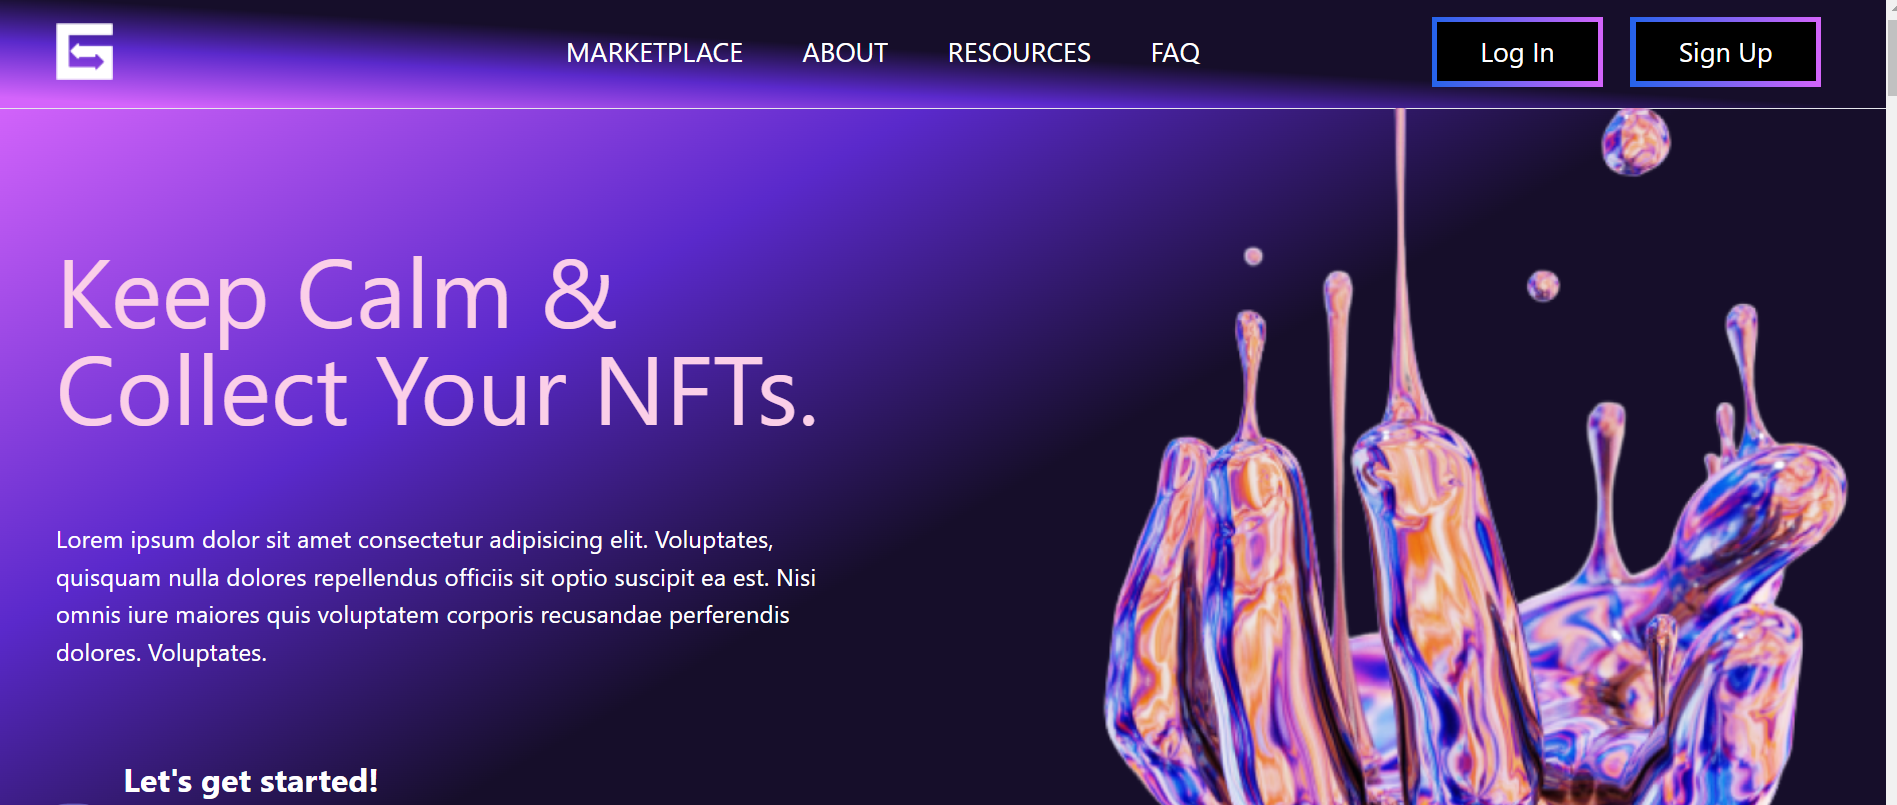 MARKETPLACE ABOUT RESOURCES FAQ Log In Sign Up
Keep Calm &
Collect Your NFTs.
Lorem ipsum dolor sit amet consectetur adipisicing elit. Voluptates,
quisquam nulla dolores repellendus officiis sit optio suscipit ea est. Nisi
omnis iure maiores quis voluptatem corporis recusandae perferendis
dolores. Voluptates.
Let's get started!